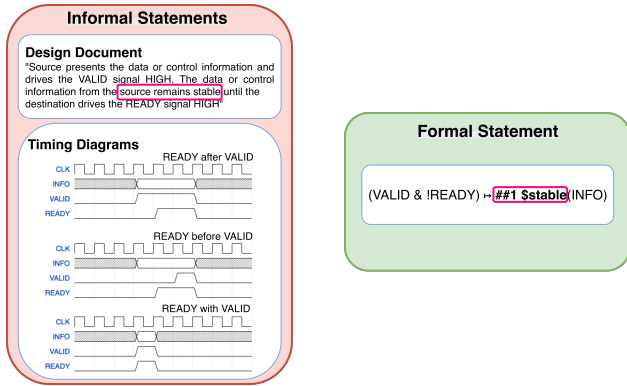 Informal Statements
Design Document
"Source presents the data or control information and
drives the VALID signal HIGH. The data or control
information from the source remains stable until the
destination drives the READY signal HIGH"
Timing Diagrams
READY after VALID
CLK
INFO
VALID
READY
READY before VALID
CLK
INFO
VALID
READY
READY with VALID
CLK
INFO
VALID
READY
Formal Statement
(VALID & !READY) ↦ ##1 $stable(INFO)